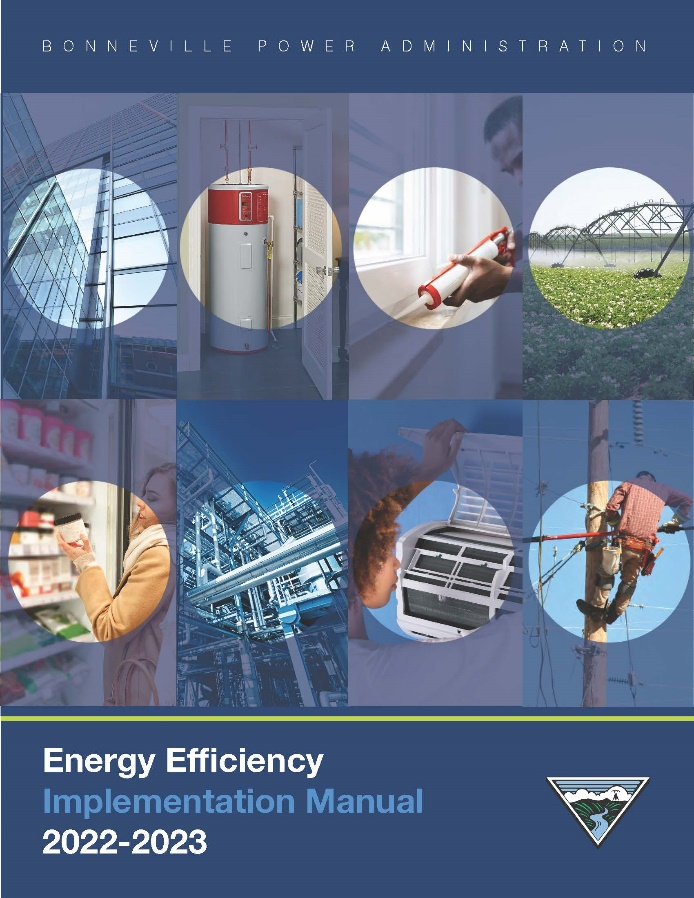 BONNEVILLE POWER ADMINISTRATION
Energy Efficiency
Implementation Manual
2022-2023